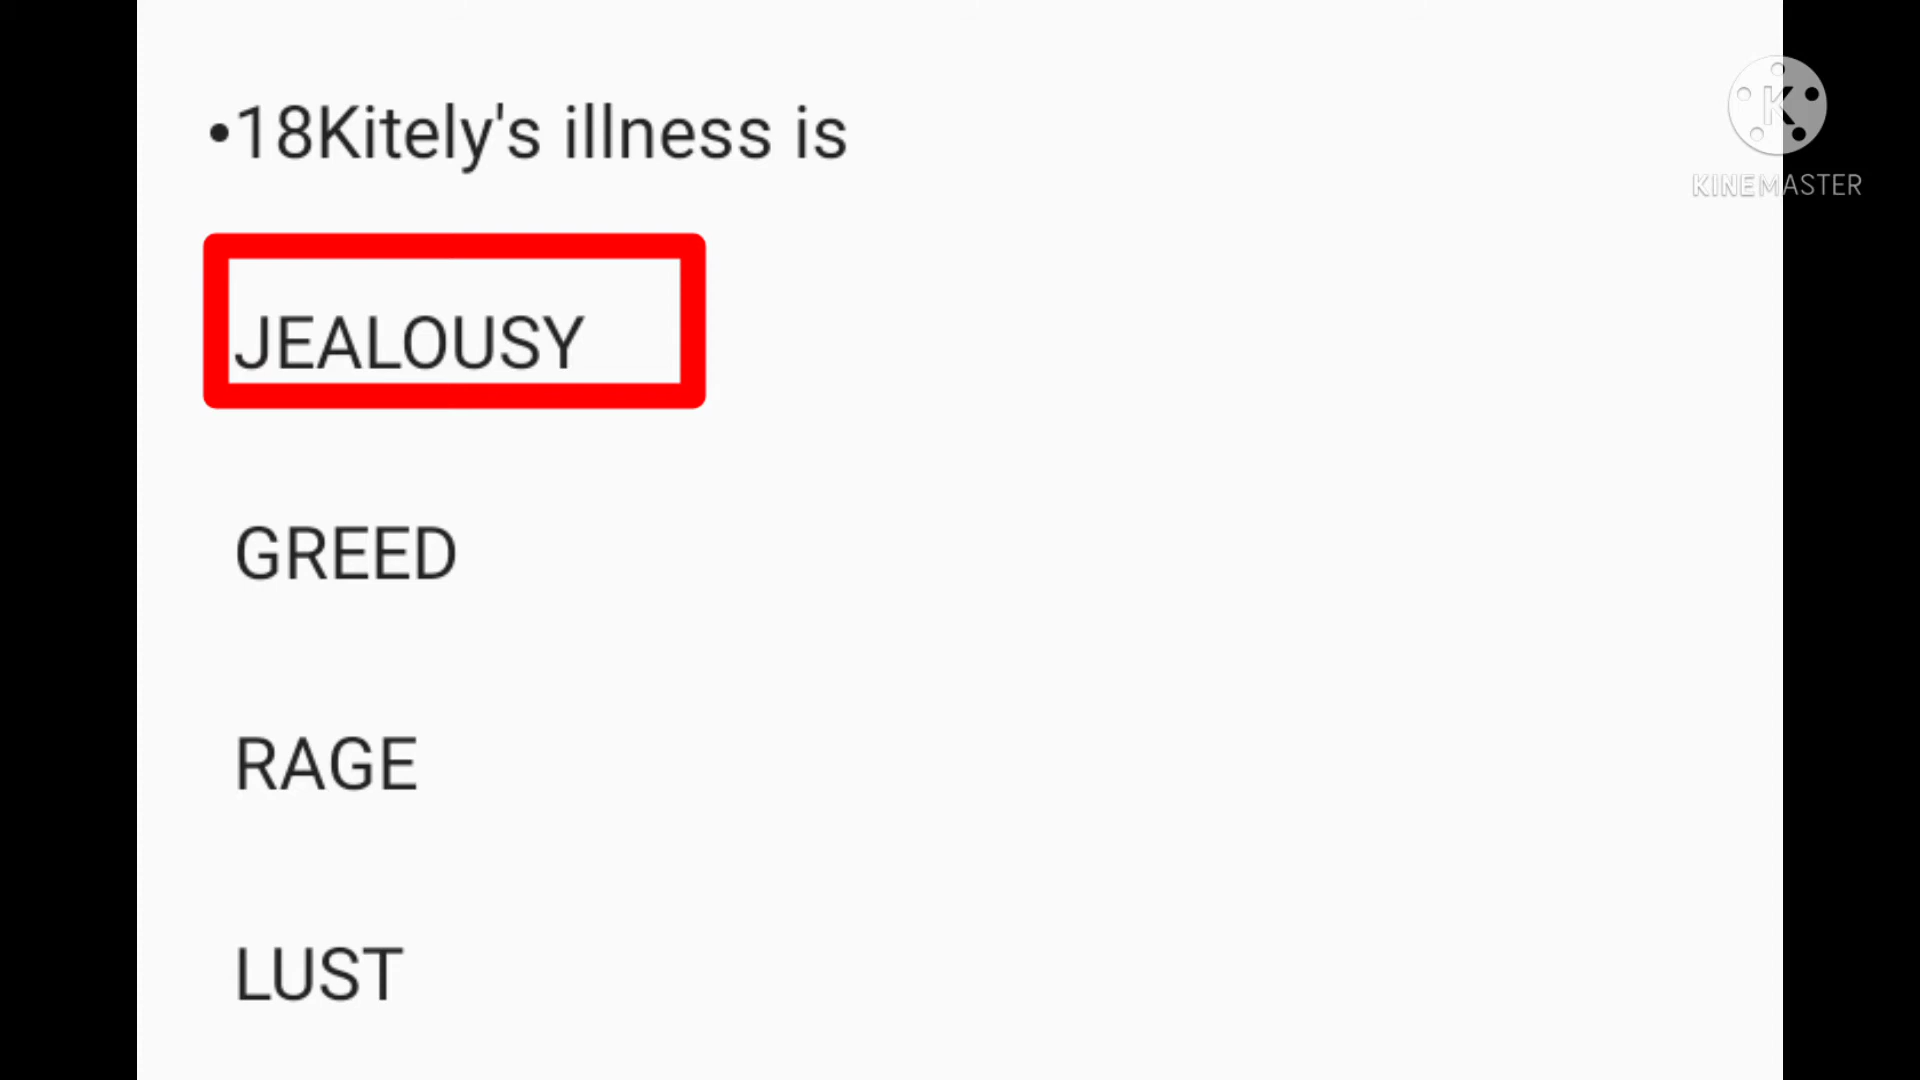 •18Kitely's illness is
JEALOUSY
GREED
RAGE
LUST
K
KINEMASTER